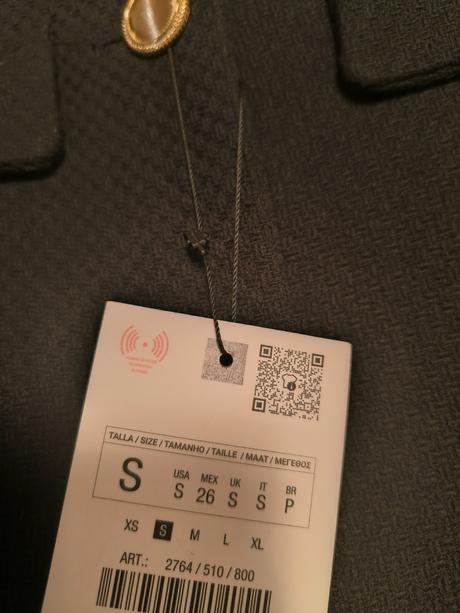 TALLA / SIZE / TAMANHO / TAILLE / MAAT / ΜΕΓΕΘΟΣ
S
USA MEX UK IT BR
S 26 S S P
XS S M L XL
ART.: 2764 / 510 / 800